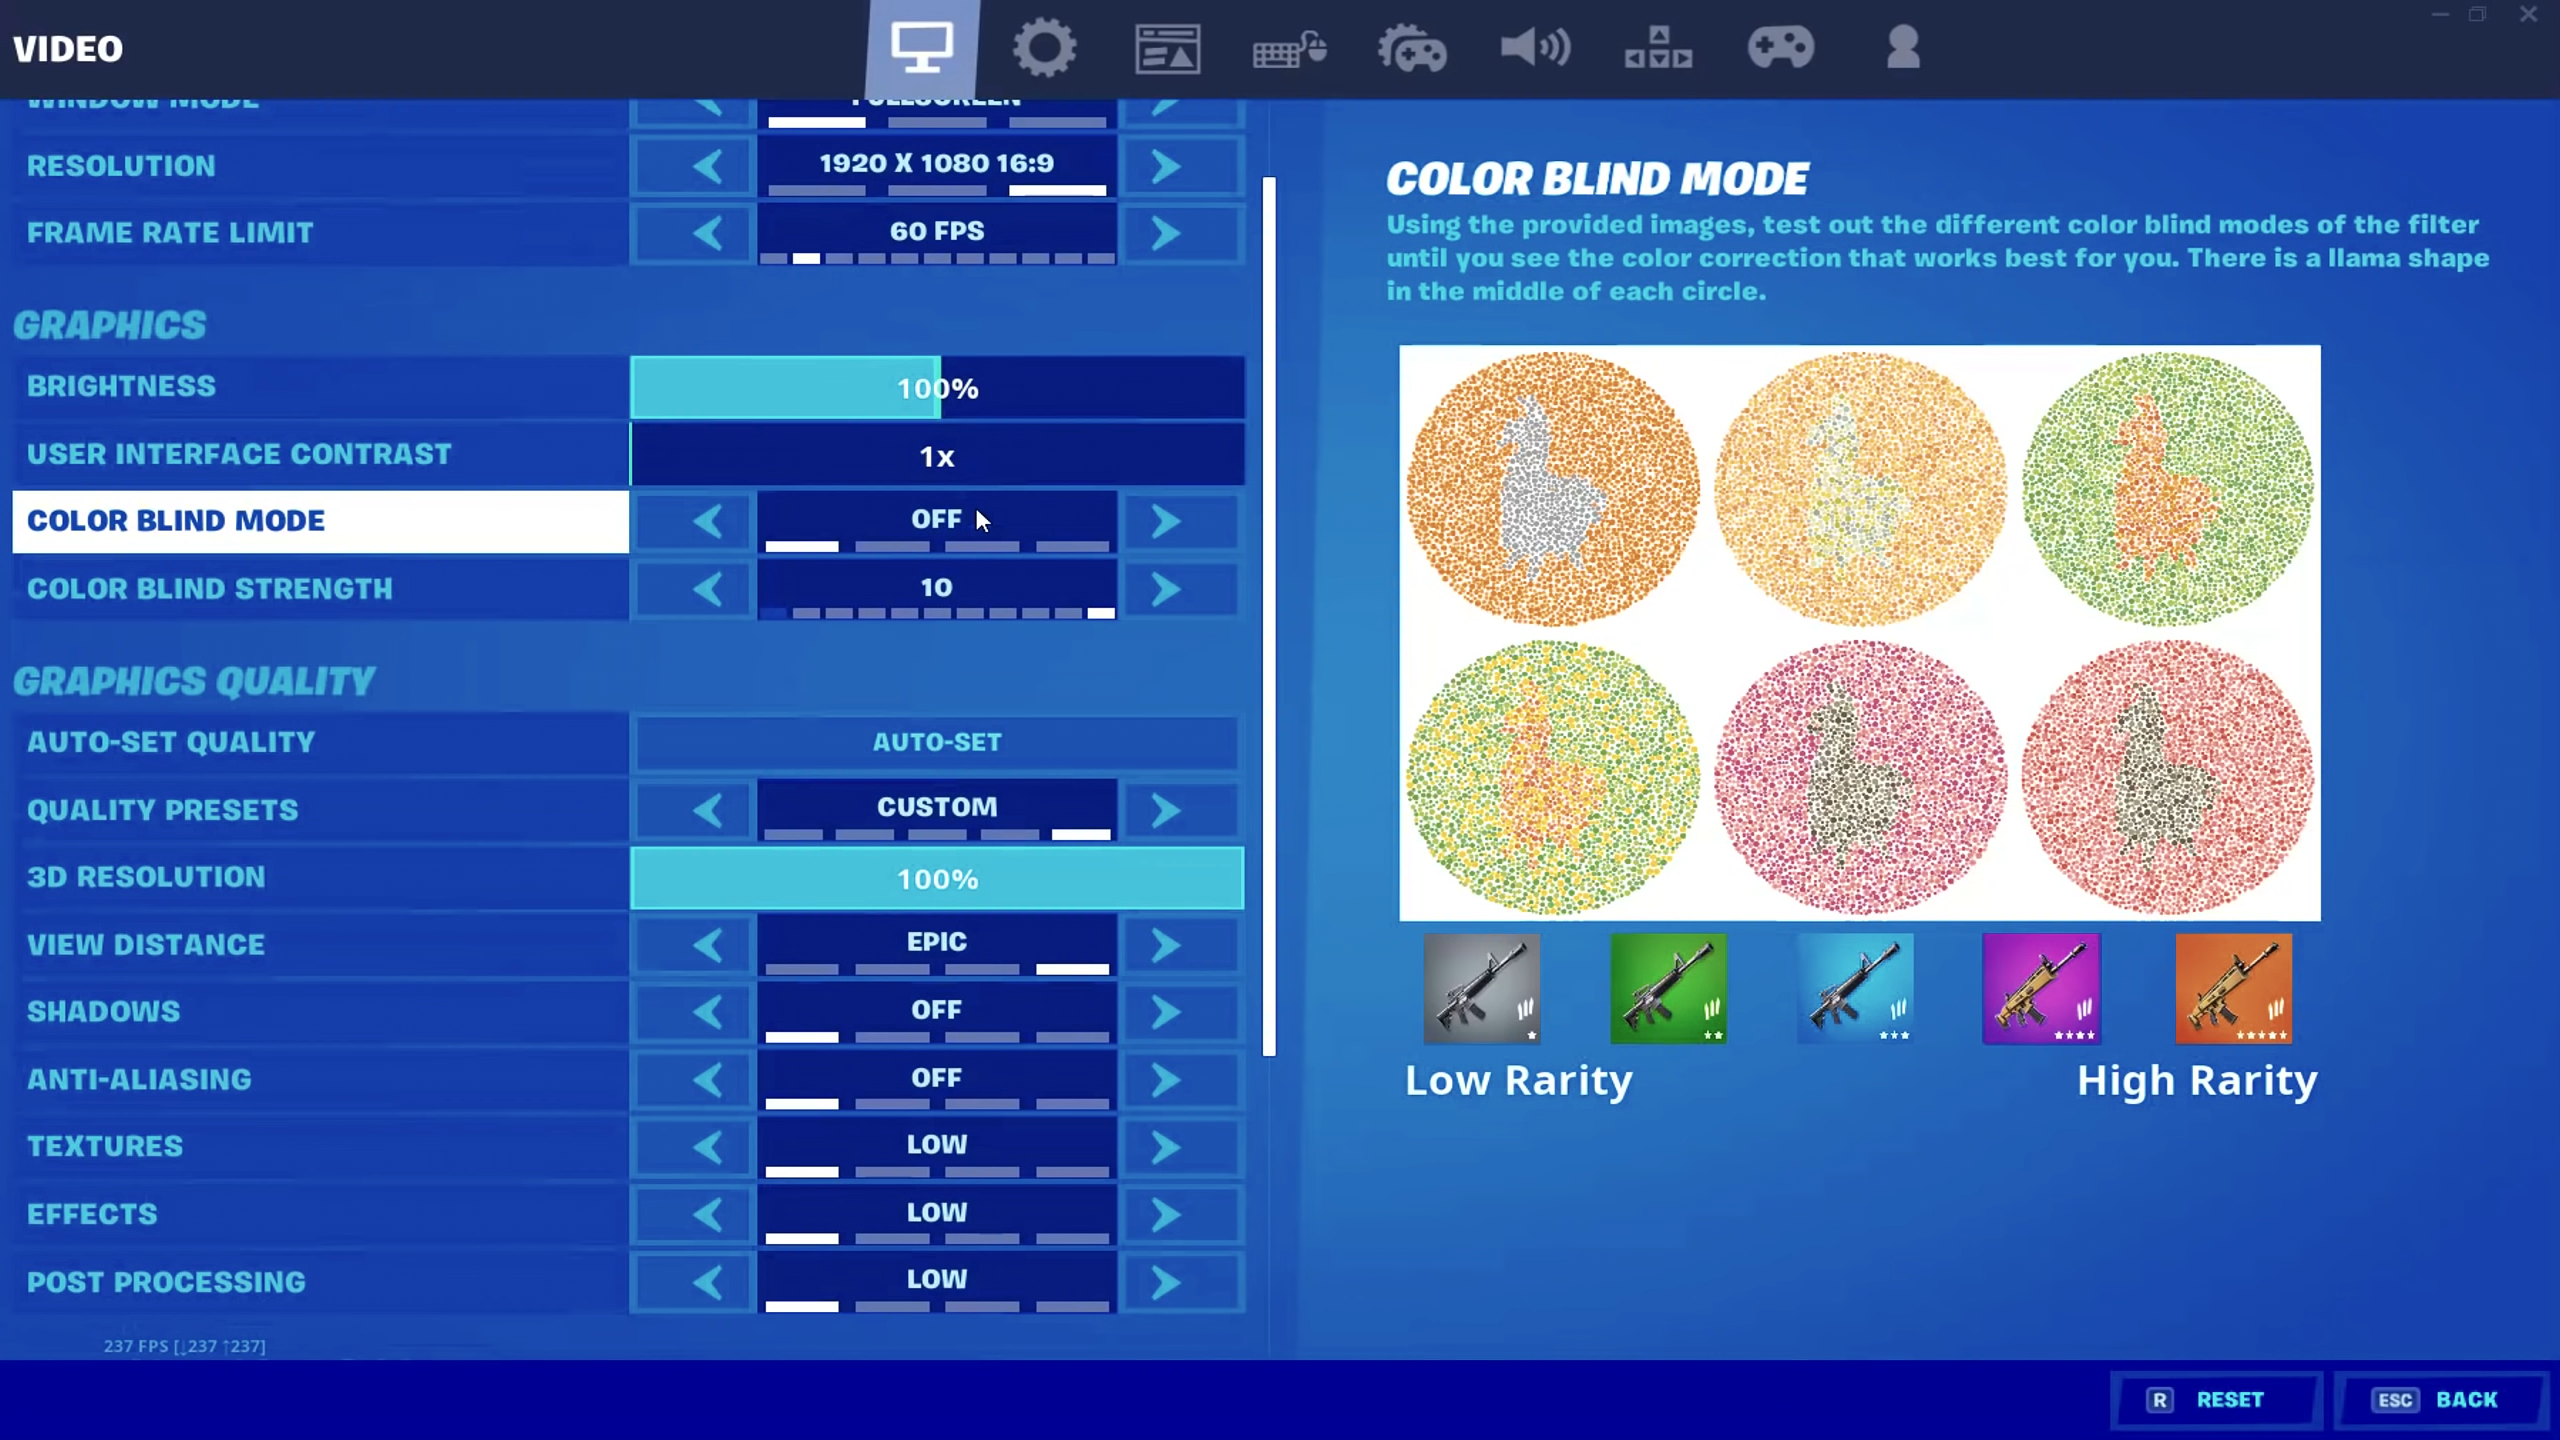 VIDEO
WINDOW MODE
FULLSCREEN
RESOLUTION
1920 X 1080 16:9
FRAME RATE LIMIT
60 FPS
GRAPHICS
BRIGHTNESS
100%
USER INTERFACE CONTRAST
1x
COLOR BLIND MODE
OFF
COLOR BLIND STRENGTH
10
GRAPHICS QUALITY
AUTO-SET QUALITY
AUTO-SET
QUALITY PRESETS
CUSTOM
3D RESOLUTION
100%
VIEW DISTANCE
EPIC
SHADOWS
OFF
ANTI-ALIASING
OFF
TEXTURES
LOW
EFFECTS
LOW
POST PROCESSING
LOW
237 FPS [↓237 ↑237]
COLOR BLIND MODE
Using the provided images, test out the different color blind modes of the filter
until you see the color correction that works best for you. There is a llama shape
in the middle of each circle.
Low Rarity
High Rarity
R RESET
ESC BACK